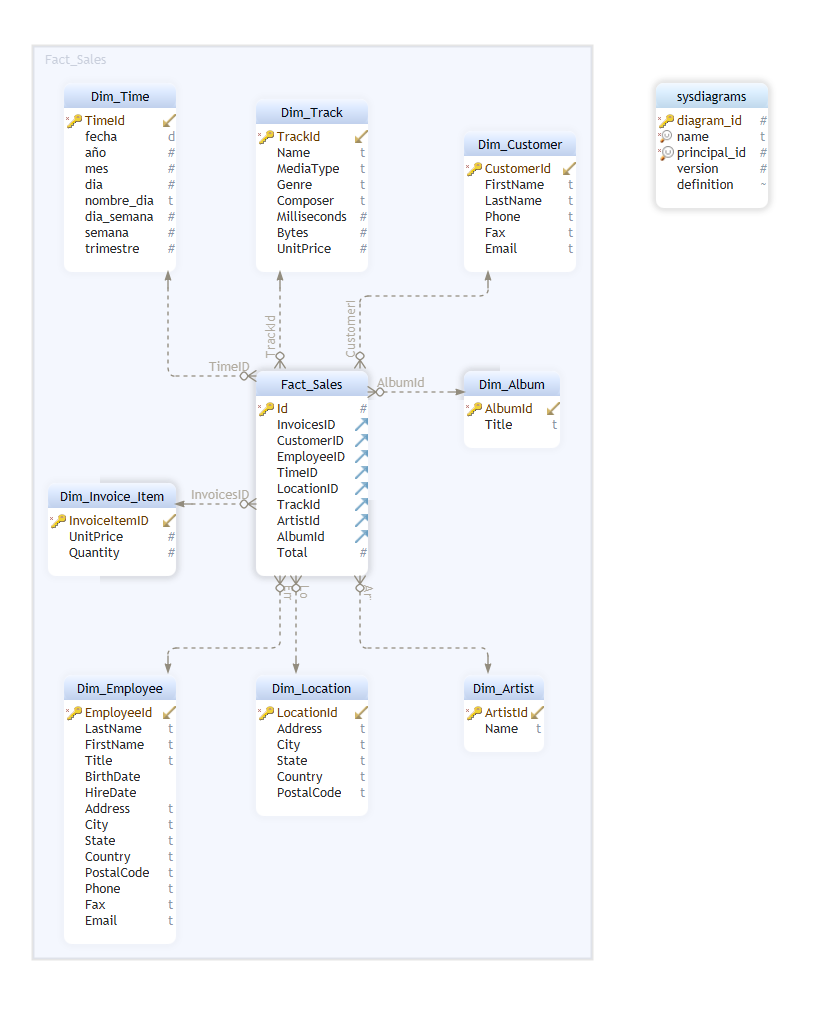 Fact_Sales
Dim_Time
TimeId
fecha d
año #
mes #
dia #
nombre_dia t
dia_semana #
semana #
trimestre #
Dim_Track
TrackId
Name t
MediaType t
Genre t
Composer t
Milliseconds #
Bytes #
UnitPrice #
Dim_Customer
CustomerId
FirstName t
LastName t
Phone t
Fax t
Email t
sysdiagrams
diagram_id #
name t
principal_id #
version #
definition ~
TimeID
TrackId
CustomerI
AlbumId
InvoicesID
Fact_Sales
Id #
InvoicesID
CustomerID
EmployeeID
TimeID
LocationID
TrackId
ArtistId
AlbumId
Total #
Dim_Album
AlbumId
Title t
Dim_Invoice_Item
InvoiceItemID
UnitPrice #
Quantity #
Lo
Ar
Dim_Employee
EmployeeId
LastName t
FirstName t
Title t
BirthDate
HireDate
Address t
City t
State t
Country t
PostalCode t
Phone t
Fax t
Email t
Dim_Location
LocationId
Address t
City t
State t
Country t
PostalCode t
Dim_Artist
ArtistId
Name t